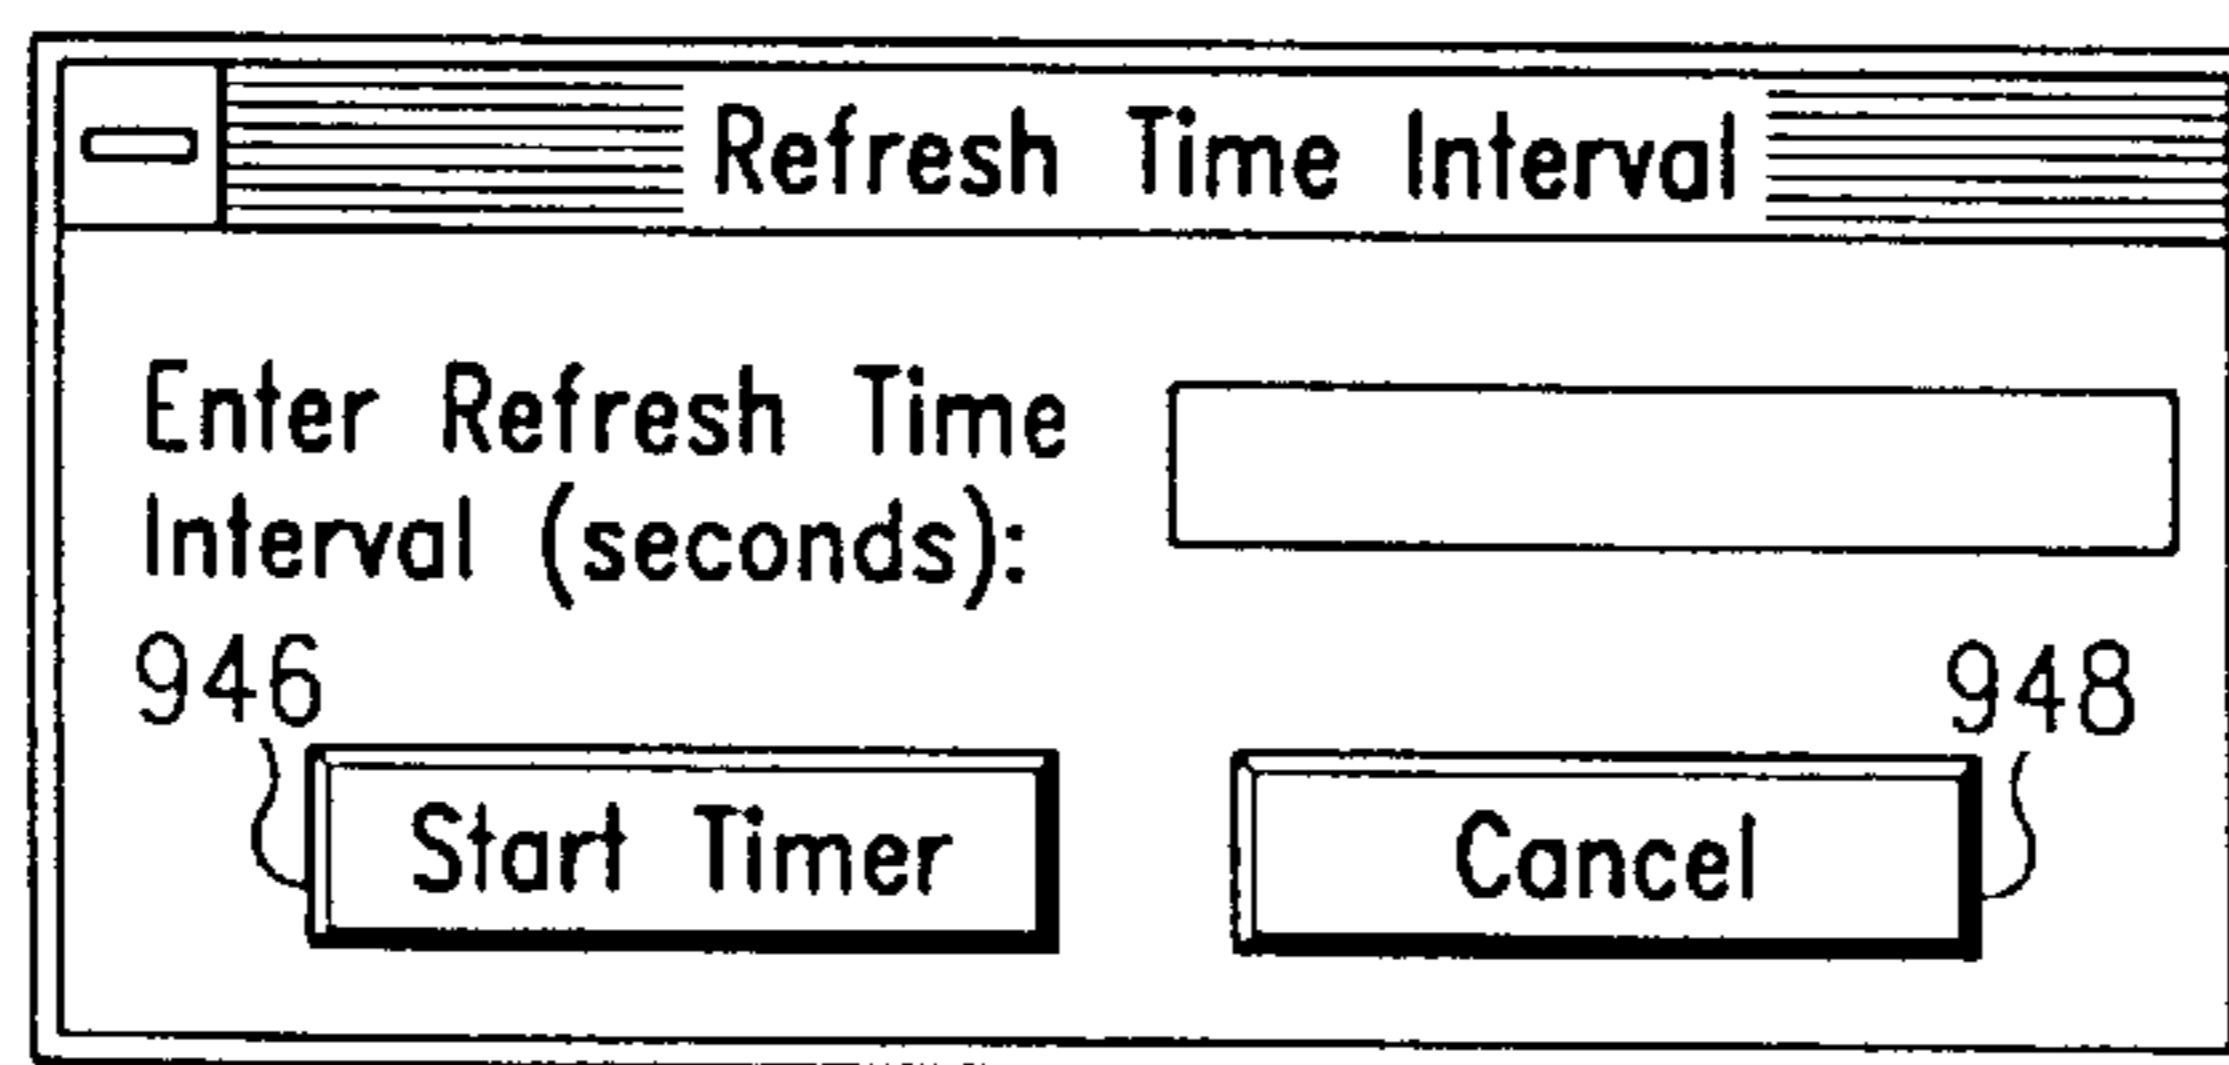 Refresh Time Interval
Enter Refresh Time
Interval (seconds):
946
948
Start Timer
Cancel